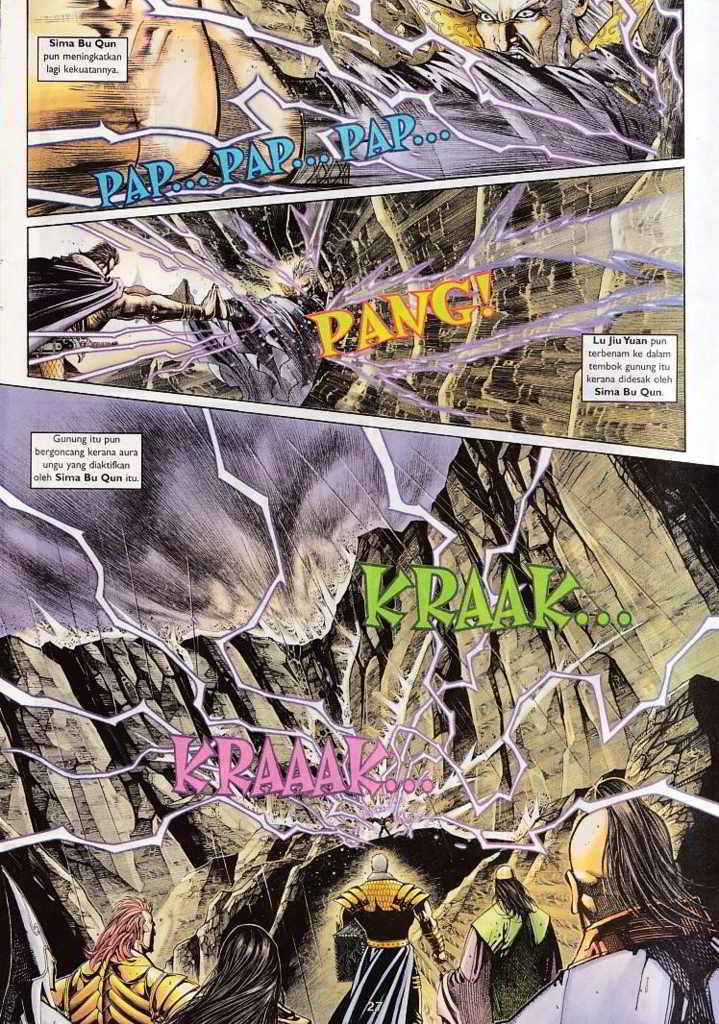 Sima Bu Qun
pun meningkatkan
lagi kekuatannya.
PAP... PAP... PAP...
PANG!
Lu Jiu Yuan pun
terbenam ke dalam
tembok gunung itu
kerana didesak oleh
Sima Bu Qun.
Gunung itu pun
bergoncang kerana aura
ungu yang diaktifkan
oleh Sima Bu Qun itu.
KRAAK...
KRAAAK...
27